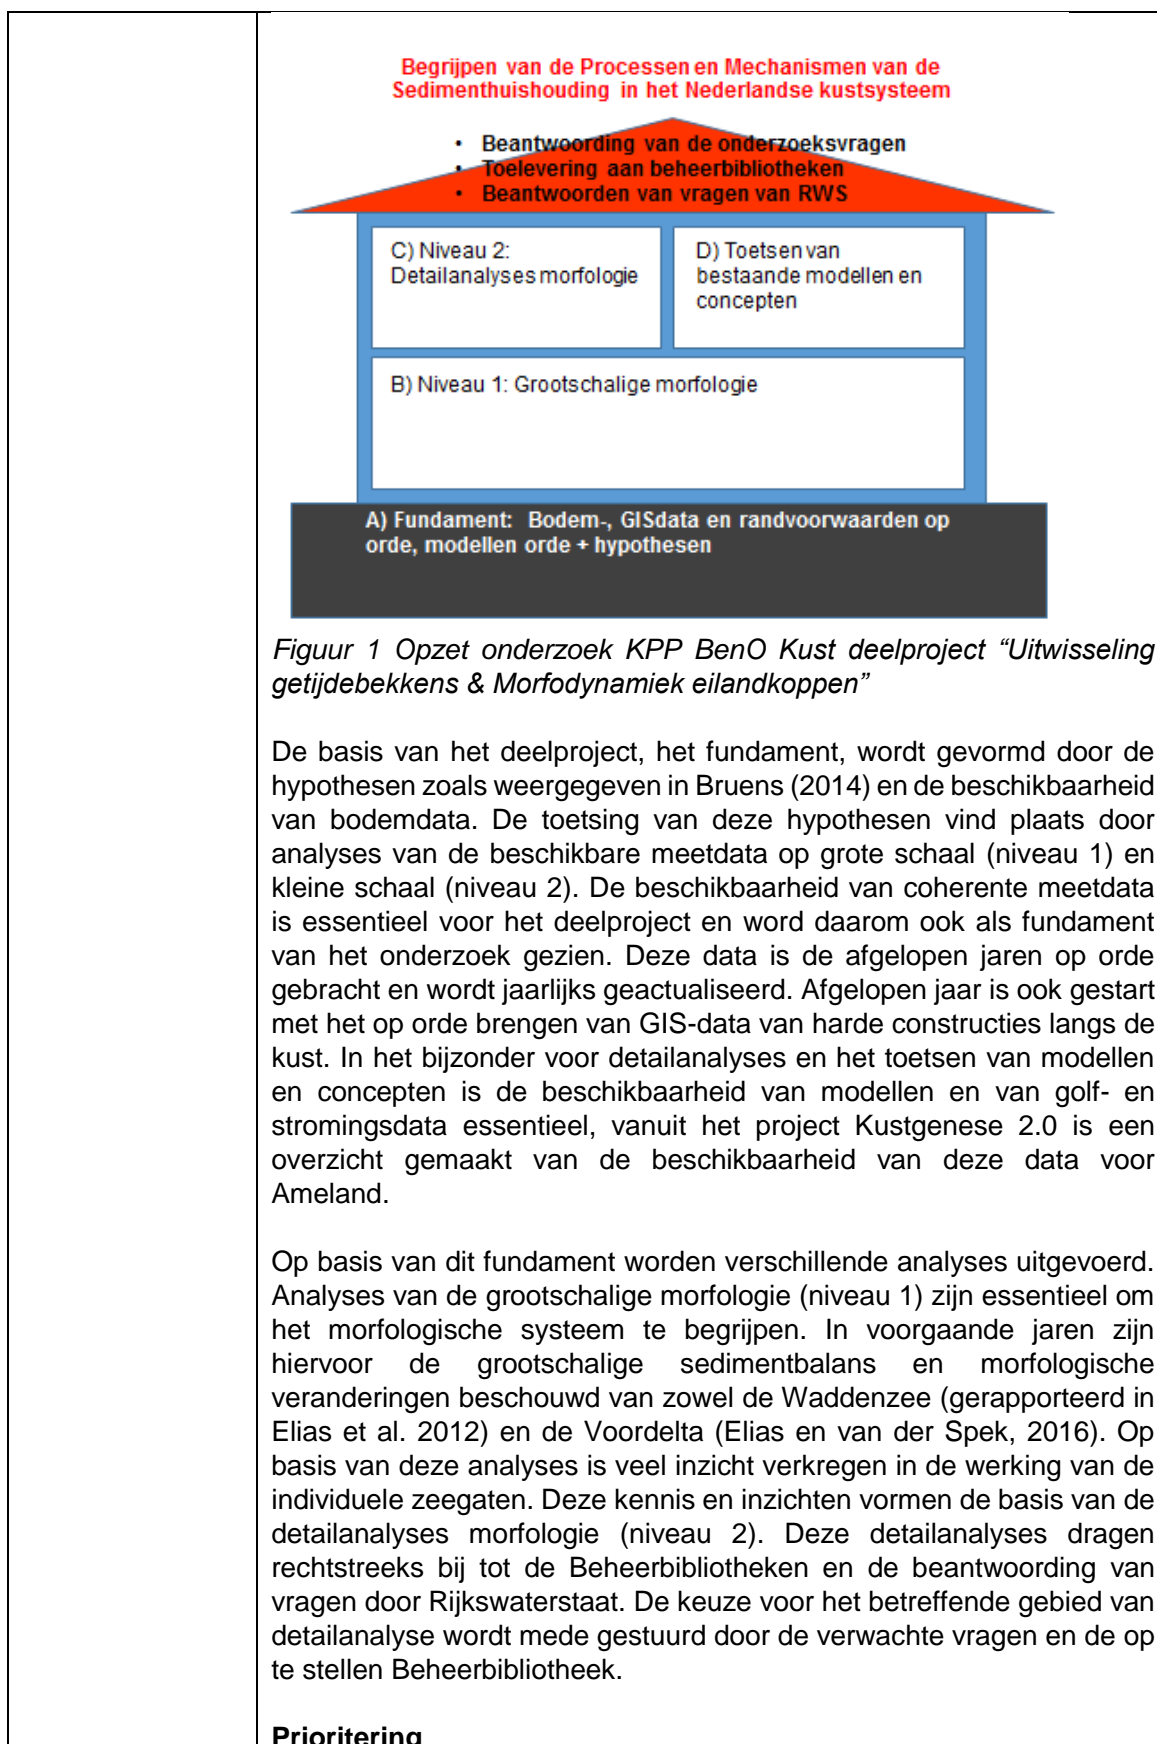 Begrijpen van de Processen en Mechanismen van de
Sedimenthuishouding in het Nederlandse kustsysteem
• Beantwoording van de onderzoeksvragen
• Toelevering aan beheerbibliotheken
• Beantwoorden van vragen van RWS
C) Niveau 2:
Detailanalyses morfologie
D) Toetsen van
bestaande modellen en
concepten
B) Niveau 1: Grootschalige morfologie
A) Fundament: Bodem-, GISdata en randvoorwaarden op
orde, modellen orde + hypothesen
Figuur 1 Opzet onderzoek KPP BenO Kust deelproject “Uitwisseling
getijdebekkens & Morfodynamiek eilandkoppen”
De basis van het deelproject, het fundament, wordt gevormd door de
hypothesen zoals weergegeven in Bruens (2014) en de beschikbaarheid
van bodemdata. De toetsing van deze hypothesen vind plaats door
analyses van de beschikbare meetdata op grote schaal (niveau 1) en
kleine schaal (niveau 2). De beschikbaarheid van coherente meetdata
is essentieel voor het deelproject en word daarom ook als fundament
van het onderzoek gezien. Deze data is de afgelopen jaren op orde
gebracht en wordt jaarlijks geactualiseerd. Afgelopen jaar is ook gestart
met het op orde brengen van GIS-data van harde constructies langs de
kust. In het bijzonder voor detailanalyses en het toetsen van modellen
en concepten is de beschikbaarheid van modellen en van golf- en
stromingsdata essentieel, vanuit het project Kustgenese 2.0 is een
overzicht gemaakt van de beschikbaarheid van deze data voor
Ameland.
Op basis van dit fundament worden verschillende analyses uitgevoerd.
Analyses van de grootschalige morfologie (niveau 1) zijn essentieel om
het morfologische systeem te begrijpen. In voorgaande jaren zijn
hiervoor de grootschalige sedimentbalans en morfologische
veranderingen beschouwd van zowel de Waddenzee (gerapporteerd in
Elias et al. 2012) en de Voordelta (Elias en van der Spek, 2016). Op
basis van deze analyses is veel inzicht verkregen in de werking van de
individuele zeegaten. Deze kennis en inzichten vormen de basis van de
detailanalyses morfologie (niveau 2). Deze detailanalyses dragen
rechtstreeks bij tot de Beheerbibliotheken en de beantwoording van
vragen door Rijkswaterstaat. De keuze voor het betreffende gebied van
detailanalyse wordt mede gestuurd door de verwachte vragen en de op
te stellen Beheerbibliotheek.
Prioritering